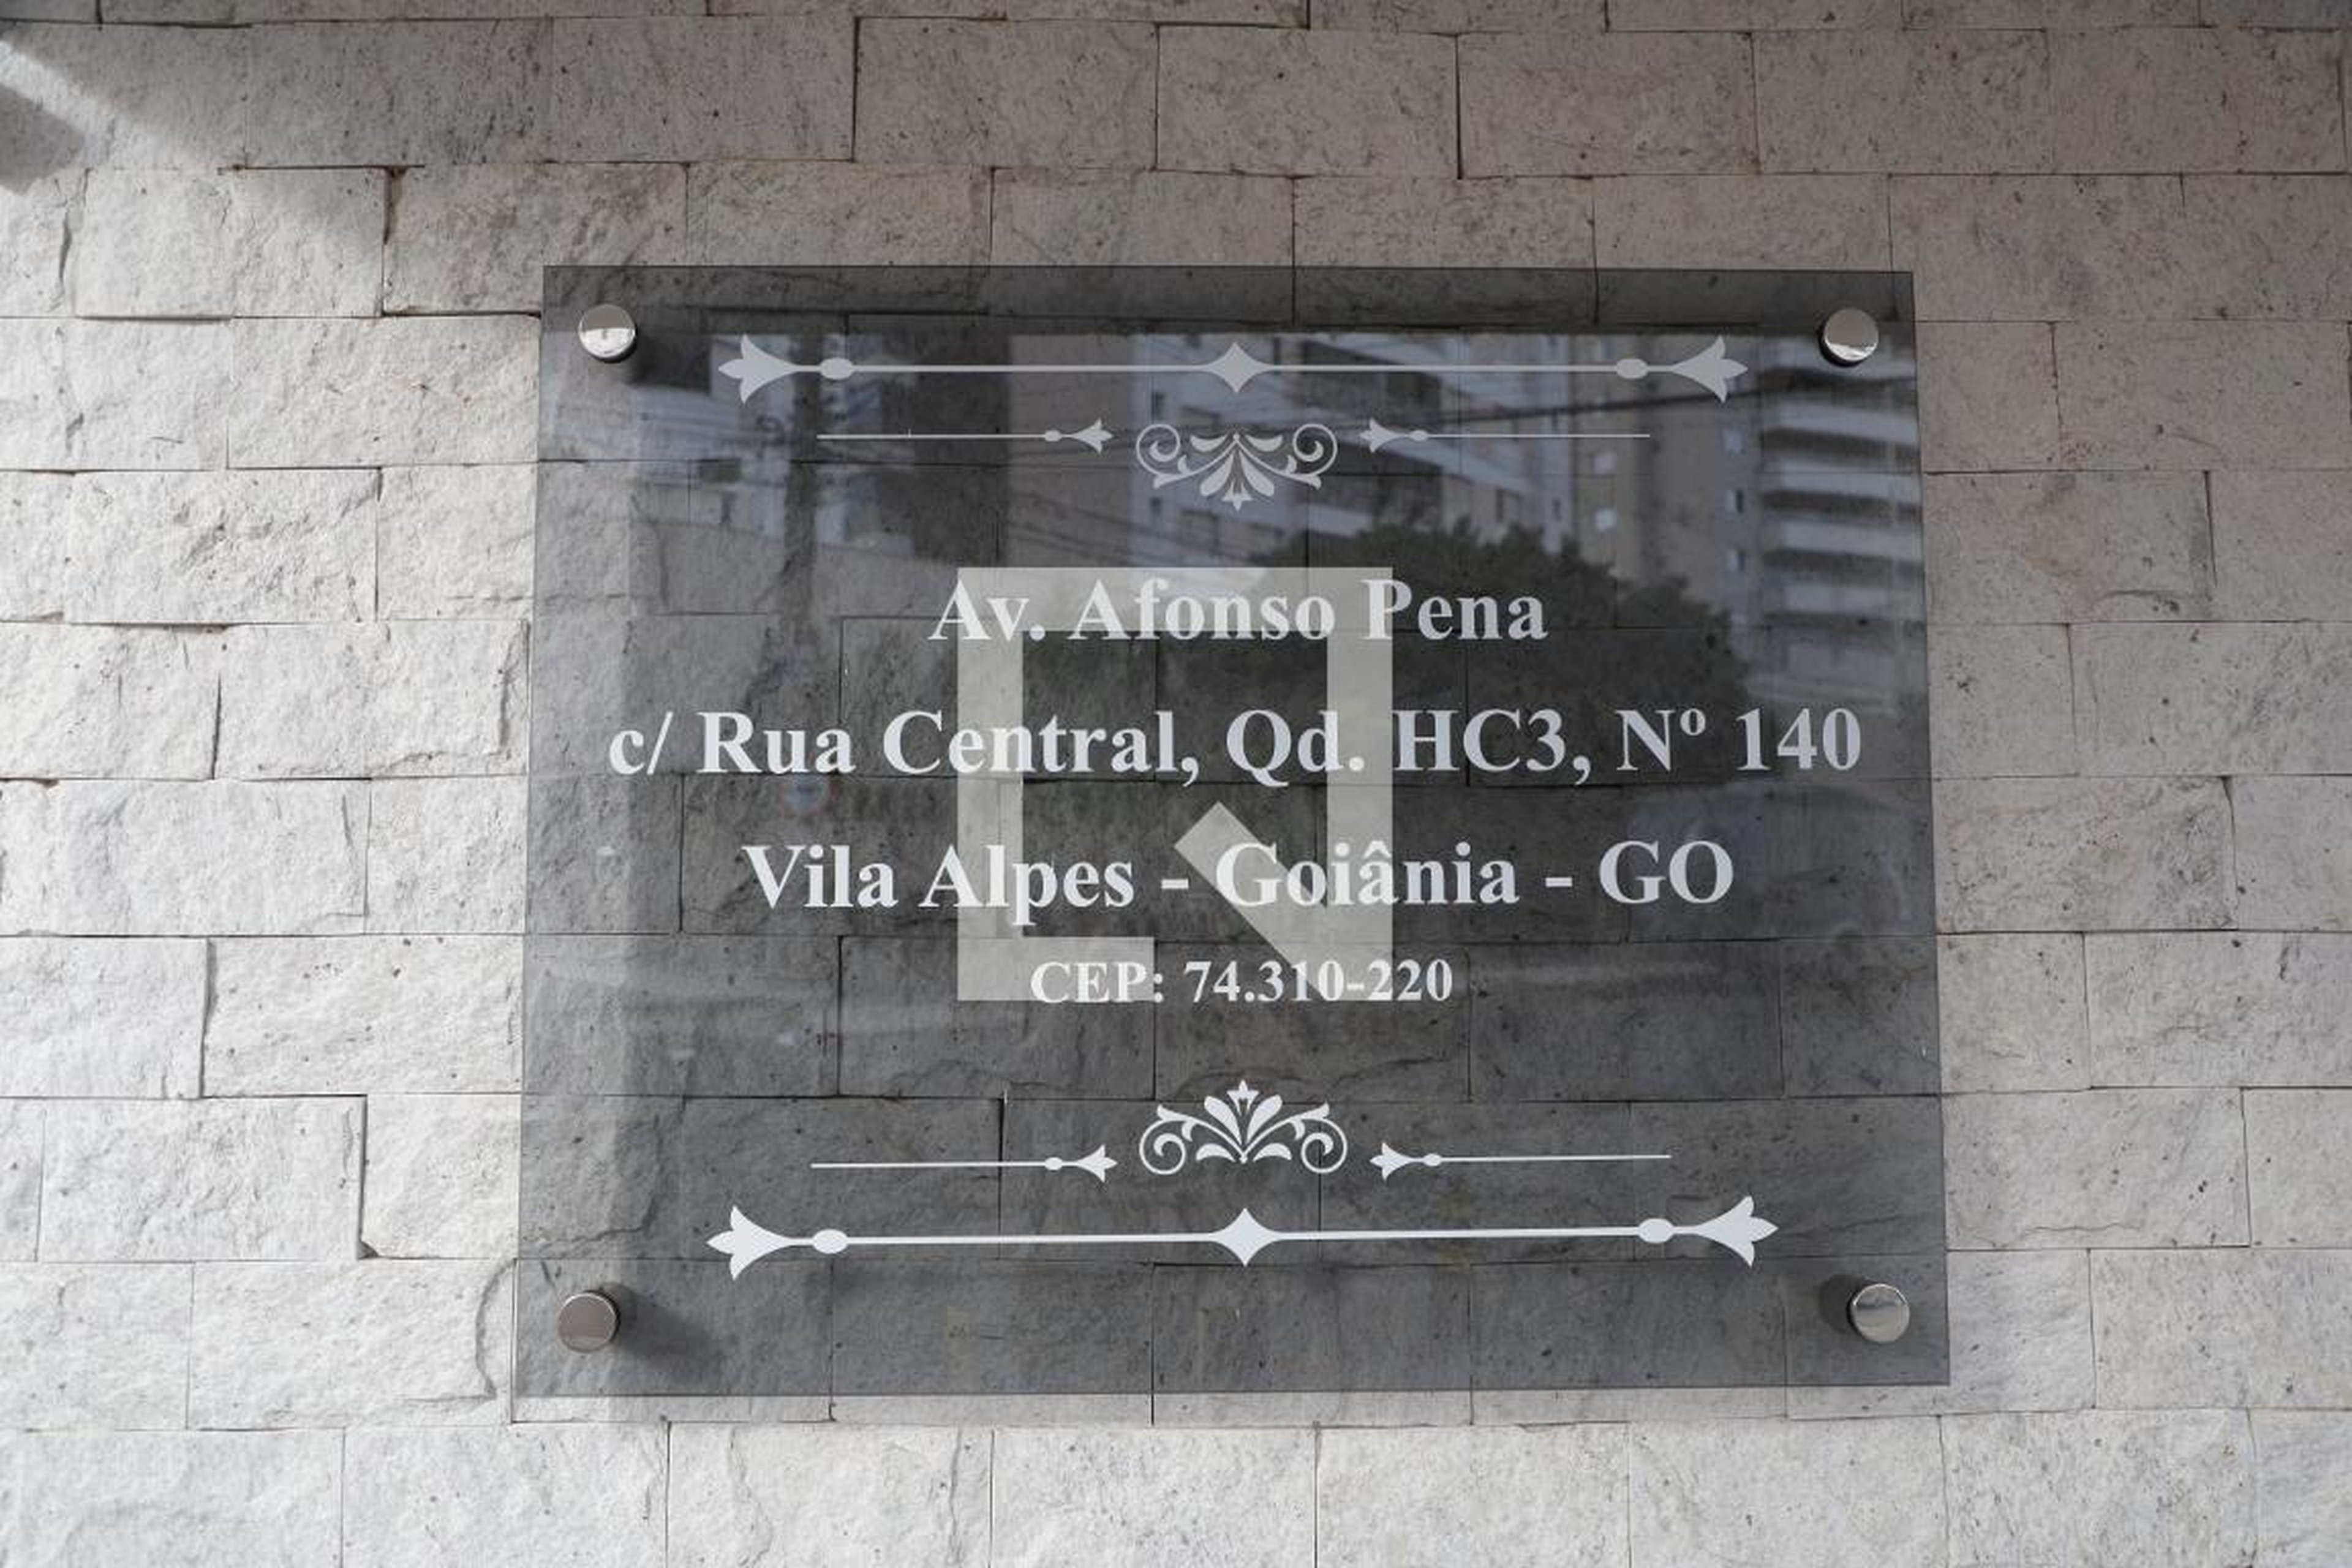 Av. Afonso Pena
c/ Rua Central, Qd. HC3, Nº 140
Vila Alpes - Goiânia - GO
CEP: 74.310-220